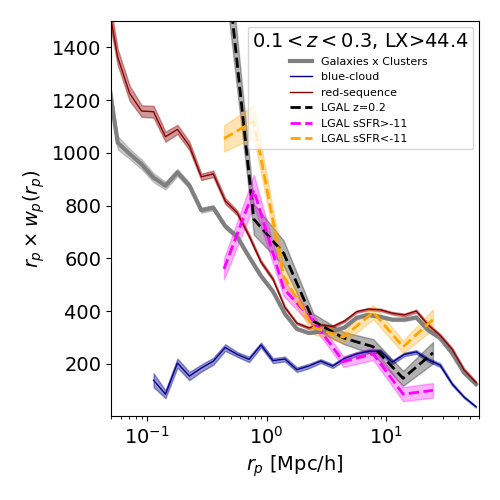 0.1 < z < 0.3, LX>44.4
Galaxies x Clusters
blue-cloud
red-sequence
LGAL z=0.2
LGAL sSFR>-11
LGAL sSFR<-11
1400
1200
1000
800
600
400
200
r_p × w_p(r_p)
10^{-1}
10^{0}
10^{1}
r_p [Mpc/h]